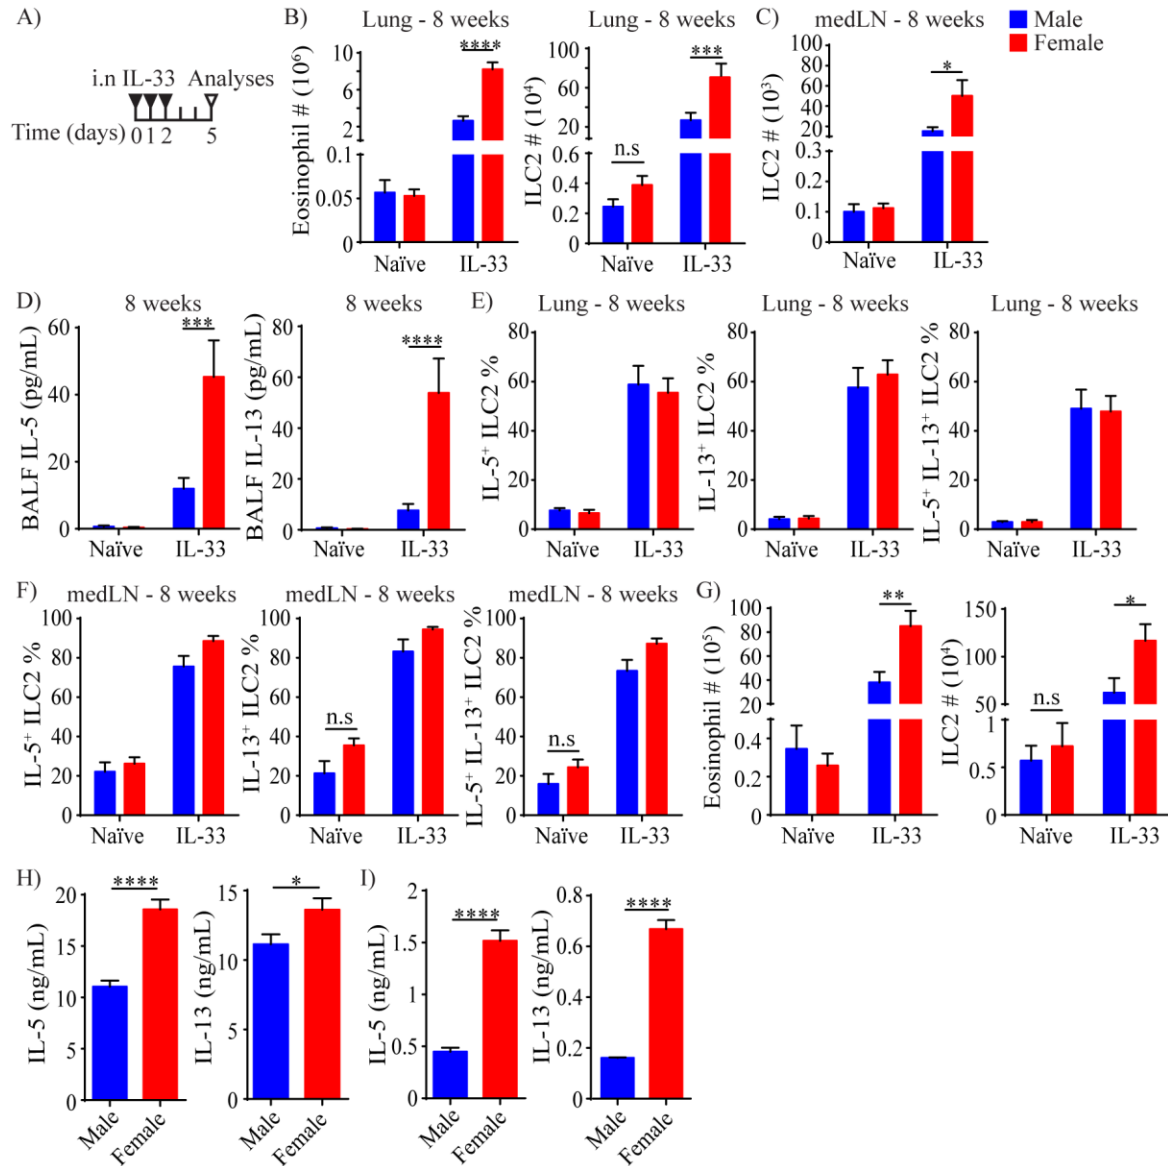 A)
i.n IL-33 Analyses
Time (days) 0 1 2 5
B)
Lung - 8 weeks
Eosinophil # (10⁶)
10
8
6
4
2
0.1
0.05
0
****
Naïve IL-33
Lung - 8 weeks
ILC2 # (10⁴)
100
80
60
40
20
0.6
0.4
0.2
0
n.s
***
Naïve IL-33
C)
medLN - 8 weeks
ILC2 # (10³)
100
80
60
40
20
0.3
0.2
0.1
0
*
Naïve IL-33
Male
Female
D)
8 weeks
BALF IL-5 (pg/mL)
60
40
20
0
***
Naïve IL-33
8 weeks
BALF IL-13 (pg/mL)
80
60
40
20
0
****
Naïve IL-33
E)
Lung - 8 weeks
IL-5⁺ ILC2 %
80
60
40
20
0
Naïve IL-33
Lung - 8 weeks
IL-13⁺ ILC2 %
80
60
40
20
0
Naïve IL-33
Lung - 8 weeks
IL-5⁺ IL-13⁺ ILC2 %
80
60
40
20
0
Naïve IL-33
F)
medLN - 8 weeks
IL-5⁺ ILC2 %
100
80
60
40
20
0
Naïve IL-33
medLN - 8 weeks
IL-13⁺ ILC2 %
100
80
60
40
20
0
n.s
Naïve IL-33
medLN - 8 weeks
IL-5⁺ IL-13⁺ ILC2 %
100
80
60
40
20
0
n.s
Naïve IL-33
G)
Eosinophil # (10⁵)
100
80
60
40
20
0.4
0.2
0
**
Naïve IL-33
ILC2 # (10⁴)
150
100
50
1
0.5
0
n.s
*
Naïve IL-33
H)
IL-5 (ng/mL)
20
15
10
5
0
****
Male Female
IL-13 (ng/mL)
15
10
5
0
*
Male Female
I)
IL-5 (ng/mL)
2
1.5
1
0.5
0
****
Male Female
IL-13 (ng/mL)
0.8
0.6
0.4
0.2
0
****
Male Female